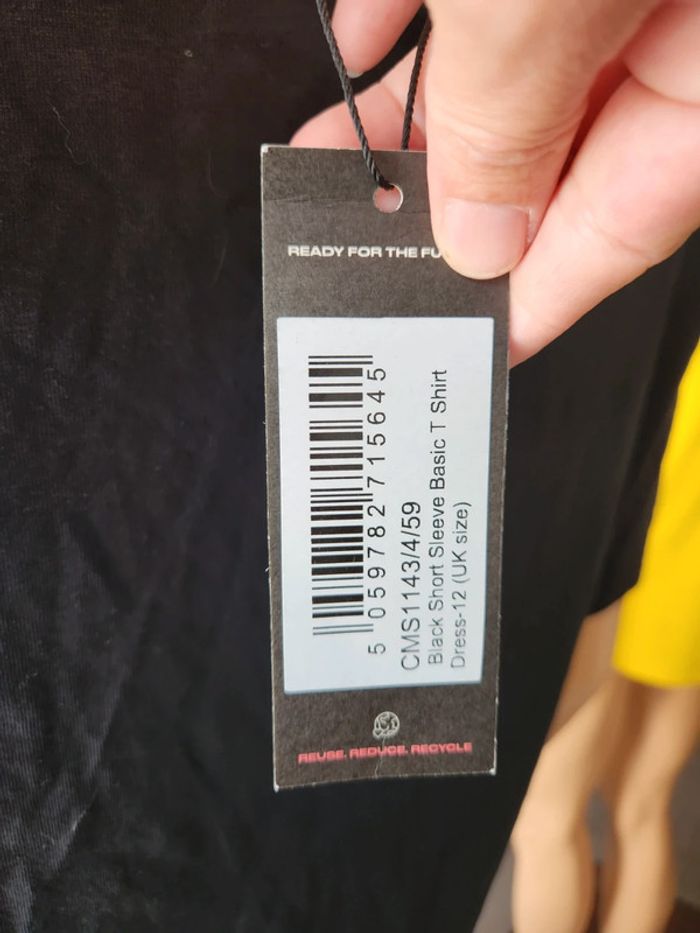 READY FOR THE FU
5 059782 715645
CMS1143/4/59
Black Short Sleeve Basic T Shirt
Dress-12 (UK size)
REUSE. REDUCE. RECYCLE